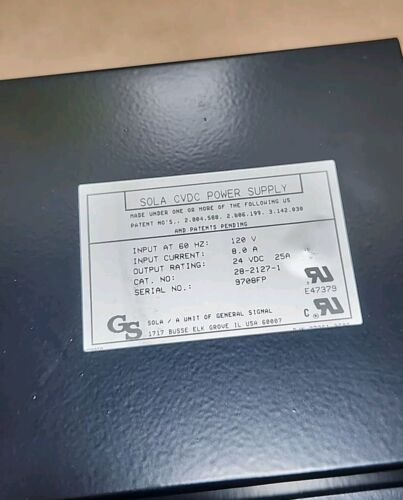 SOLA CVDC POWER SUPPLY
MADE UNDER ONE OR MORE OF THE FOLLOWING US
PATENT NO'S.. 2.804.588. 2.806.199. 3.142.030
AND PATENTS PENDING
INPUT AT 60 HZ: 120 V
INPUT CURRENT: 8.0 A
OUTPUT RATING: 24 VDC 25A
CAT. NO: 28-2127-1
SERIAL NO.: 9708FP
E47379
C
GS
SOLA / A UNIT OF GENERAL SIGNAL
1717 BUSSE ELK GROVE IL USA 60007